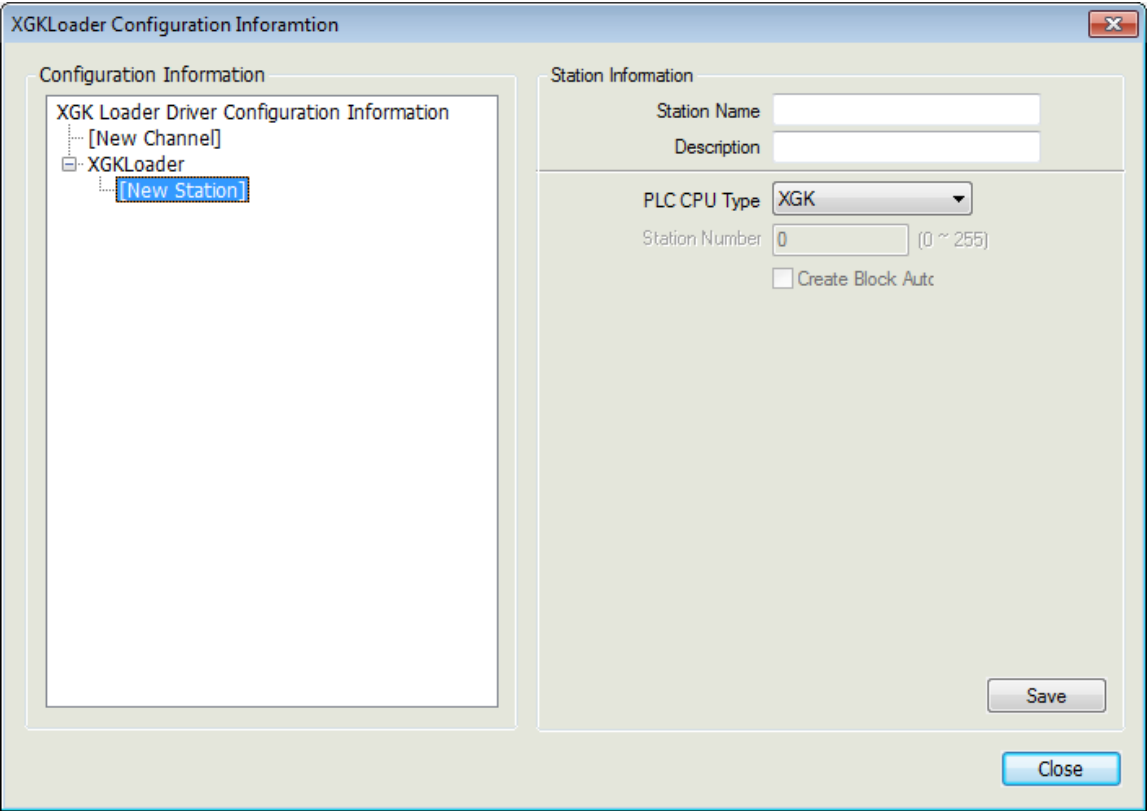 XGKLoader Configuration Inforamtion
Configuration Information
XGK Loader Driver Configuration Information
[New Channel]
XGKLoader
[New Station]
Station Information
Station Name
Description
PLC CPU Type XGK
Station Number 0 (0 ~ 255)
Create Block Autc
Save
Close